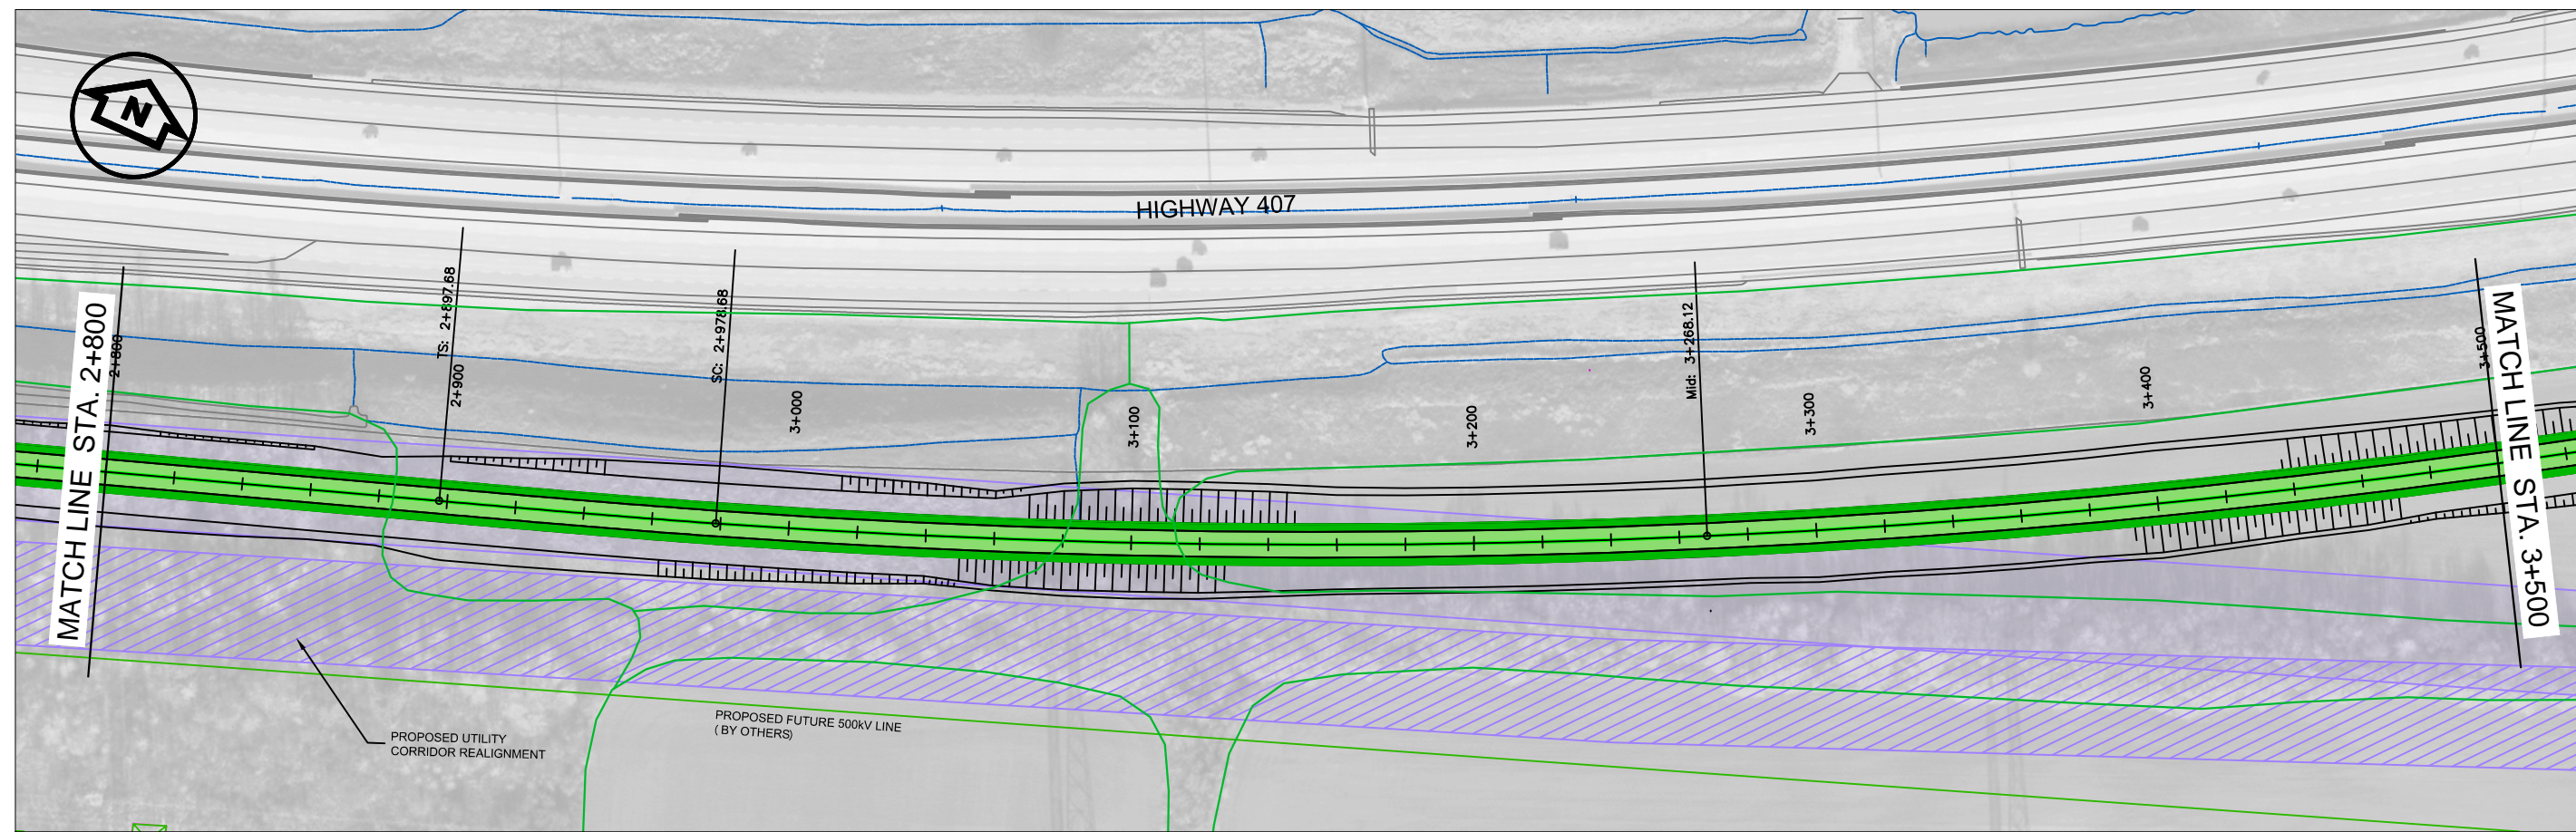 N
HIGHWAY 407
MATCH LINE STA. 2+800
2+800
TS: 2+897.68
2+900
SC: 2+978.68
3+000
3+100
3+200
Mid: 3+268.12
3+300
3+400
3+500
MATCH LINE STA. 3+500
PROPOSED UTILITY
CORRIDOR REALIGNMENT
PROPOSED FUTURE 500kV LINE
( BY OTHERS)